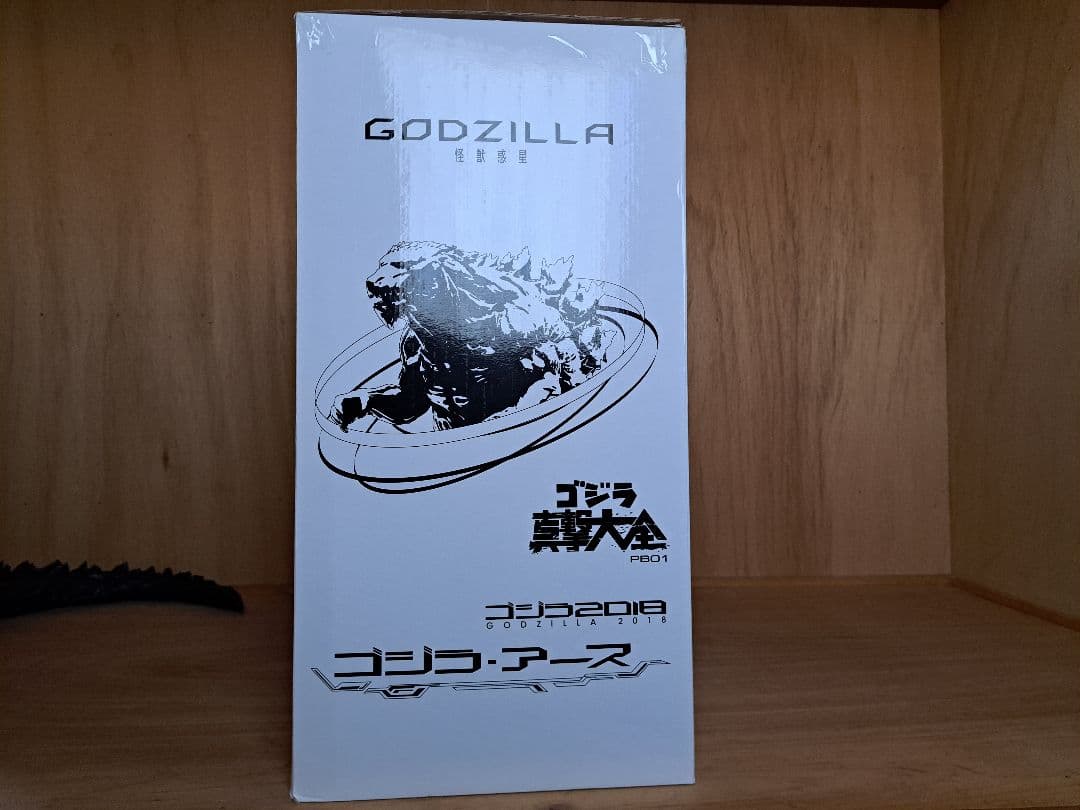 GODZILLA
怪獣惑星
ゴジラ
真撃大全
PB01
ゴジラ2018
GODZILLA 2018
ゴジラ・アース